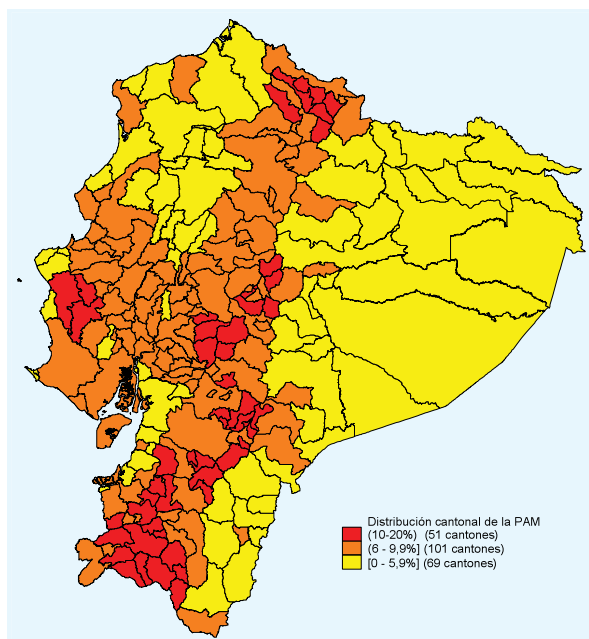 Distribución cantonal de la PAM
(10-20%) (51 cantones)
(6 - 9,9%] (101 cantones)
[0 - 5,9%] (69 cantones)